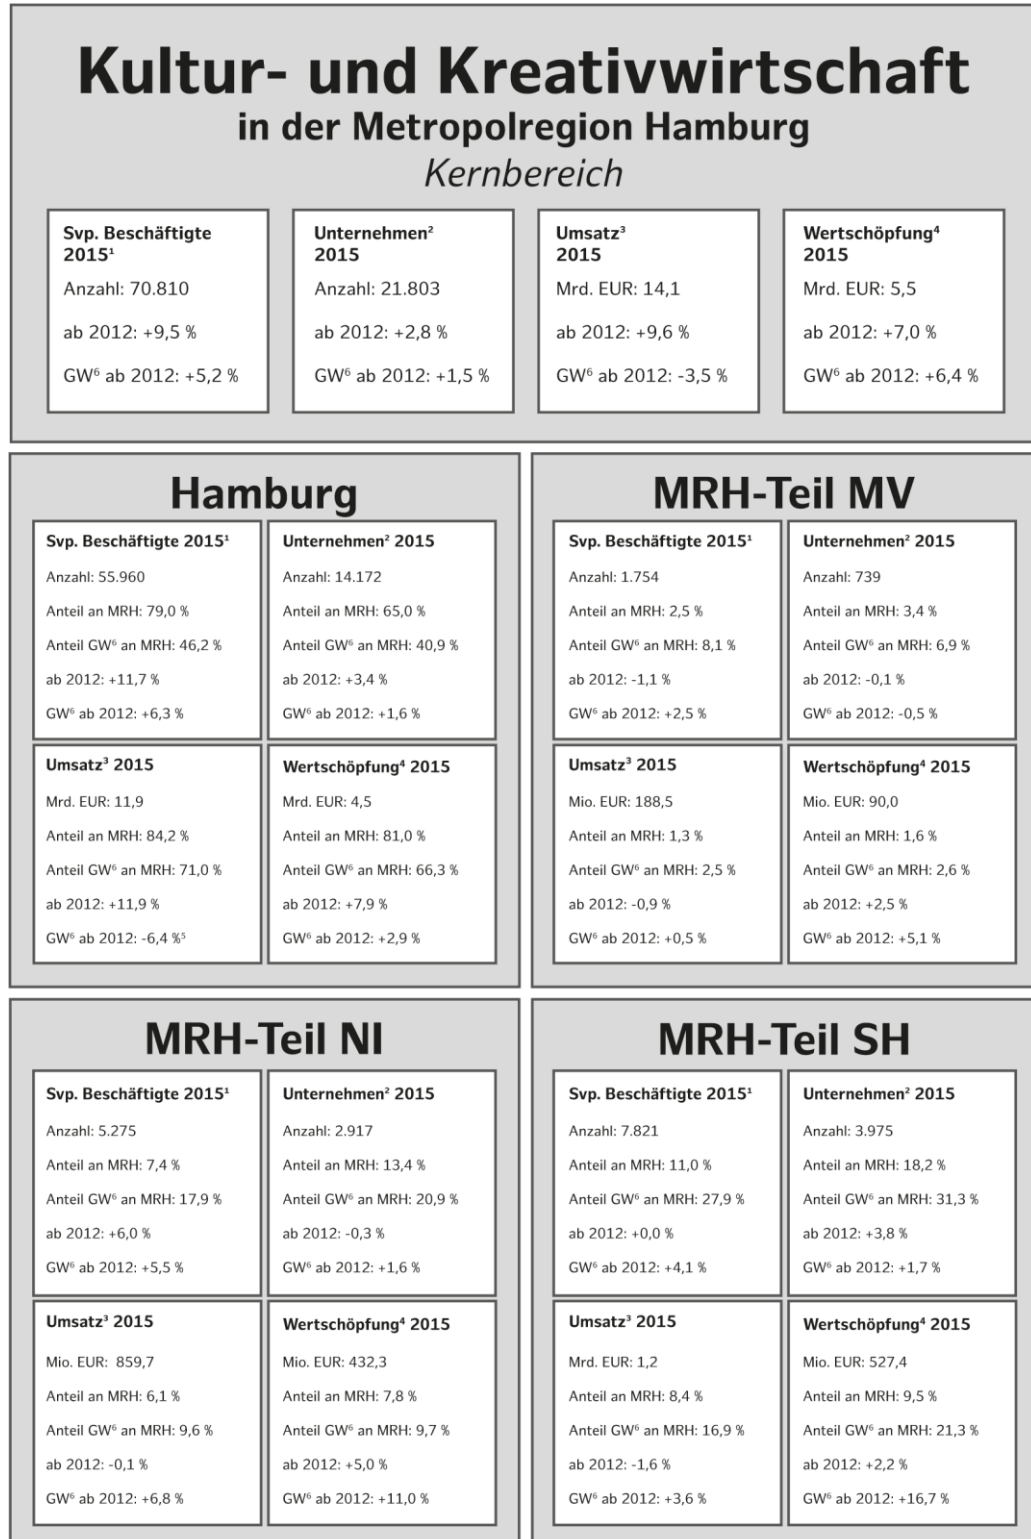 Kultur- und Kreativwirtschaft
in der Metropolregion Hamburg
Kernbereich
Svp. Beschäftigte
2015¹
Anzahl: 70.810
ab 2012: +9,5 %
GW⁶ ab 2012: +5,2 %
Unternehmen²
2015
Anzahl: 21.803
ab 2012: +2,8 %
GW⁶ ab 2012: +1,5 %
Umsatz³
2015
Mrd. EUR: 14,1
ab 2012: +9,6 %
GW⁶ ab 2012: -3,5 %
Wertschöpfung⁴
2015
Mrd. EUR: 5,5
ab 2012: +7,0 %
GW⁶ ab 2012: +6,4 %
Hamburg
Svp. Beschäftigte 2015¹
Anzahl: 55.960
Anteil an MRH: 79,0 %
Anteil GW⁶ an MRH: 46,2 %
ab 2012: +11,7 %
GW⁶ ab 2012: +6,3 %
Unternehmen² 2015
Anzahl: 14.172
Anteil an MRH: 65,0 %
Anteil GW⁶ an MRH: 40,9 %
ab 2012: +3,4 %
GW⁶ ab 2012: +1,6 %
Umsatz³ 2015
Mrd. EUR: 11,9
Anteil an MRH: 84,2 %
Anteil GW⁶ an MRH: 71,0 %
ab 2012: +11,9 %
GW⁶ ab 2012: -6,4 %⁵
Wertschöpfung⁴ 2015
Mrd. EUR: 4,5
Anteil an MRH: 81,0 %
Anteil GW⁶ an MRH: 66,3 %
ab 2012: +7,9 %
GW⁶ ab 2012: +2,9 %
MRH-Teil MV
Svp. Beschäftigte 2015¹
Anzahl: 1.754
Anteil an MRH: 2,5 %
Anteil GW⁶ an MRH: 8,1 %
ab 2012: -1,1 %
GW⁶ ab 2012: +2,5 %
Unternehmen² 2015
Anzahl: 739
Anteil an MRH: 3,4 %
Anteil GW⁶ an MRH: 6,9 %
ab 2012: -0,1 %
GW⁶ ab 2012: -0,5 %
Umsatz³ 2015
Mio. EUR: 188,5
Anteil an MRH: 1,3 %
Anteil GW⁶ an MRH: 2,5 %
ab 2012: -0,9 %
GW⁶ ab 2012: +0,5 %
Wertschöpfung⁴ 2015
Mio. EUR: 90,0
Anteil an MRH: 1,6 %
Anteil GW⁶ an MRH: 2,6 %
ab 2012: +2,5 %
GW⁶ ab 2012: +5,1 %
MRH-Teil NI
Svp. Beschäftigte 2015¹
Anzahl: 5.275
Anteil an MRH: 7,4 %
Anteil GW⁶ an MRH: 17,9 %
ab 2012: +6,0 %
GW⁶ ab 2012: +5,5 %
Unternehmen² 2015
Anzahl: 2.917
Anteil an MRH: 13,4 %
Anteil GW⁶ an MRH: 20,9 %
ab 2012: -0,3 %
GW⁶ ab 2012: +1,6 %
Umsatz³ 2015
Mio. EUR: 859,7
Anteil an MRH: 6,1 %
Anteil GW⁶ an MRH: 9,6 %
ab 2012: -0,1 %
GW⁶ ab 2012: +6,8 %
Wertschöpfung⁴ 2015
Mio. EUR: 432,3
Anteil an MRH: 7,8 %
Anteil GW⁶ an MRH: 9,7 %
ab 2012: +5,0 %
GW⁶ ab 2012: +11,0 %
MRH-Teil SH
Svp. Beschäftigte 2015¹
Anzahl: 7.821
Anteil an MRH: 11,0 %
Anteil GW⁶ an MRH: 27,9 %
ab 2012: +0,0 %
GW⁶ ab 2012: +4,1 %
Unternehmen² 2015
Anzahl: 3.975
Anteil an MRH: 18,2 %
Anteil GW⁶ an MRH: 31,3 %
ab 2012: +3,8 %
GW⁶ ab 2012: +1,7 %
Umsatz³ 2015
Mrd. EUR: 1,2
Anteil an MRH: 8,4 %
Anteil GW⁶ an MRH: 16,9 %
ab 2012: -1,6 %
GW⁶ ab 2012: +3,6 %
Wertschöpfung⁴ 2015
Mio. EUR: 527,4
Anteil an MRH: 9,5 %
Anteil GW⁶ an MRH: 21,3 %
ab 2012: +2,2 %
GW⁶ ab 2012: +16,7 %